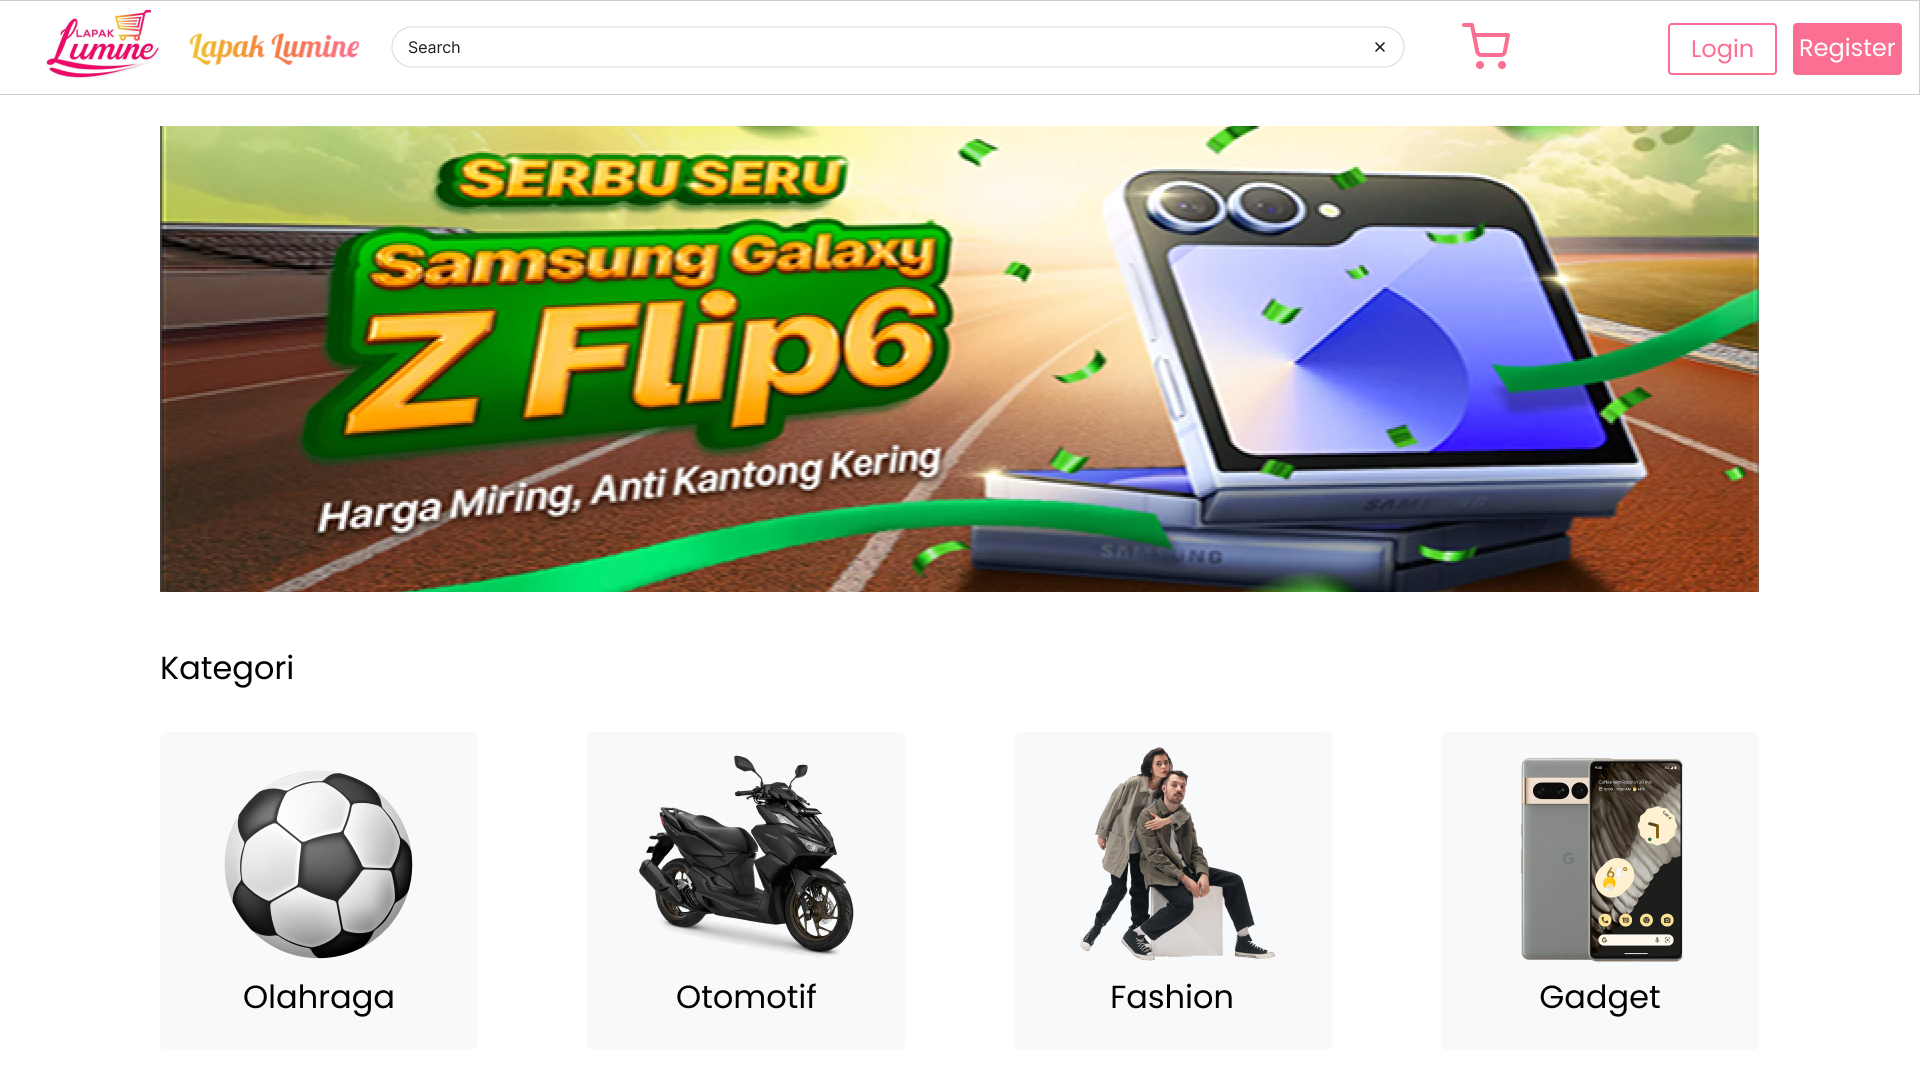 LAPAK
Lumine
Lapak Lumine
Search
×
Login
Register
SERBU SERU
Samsung Galaxy
Z Flip6
Harga Miring, Anti Kantong Kering
SAMSUNG
SAMSUNG
Kategori
Olahraga
Otomotif
Fashion
Gadget